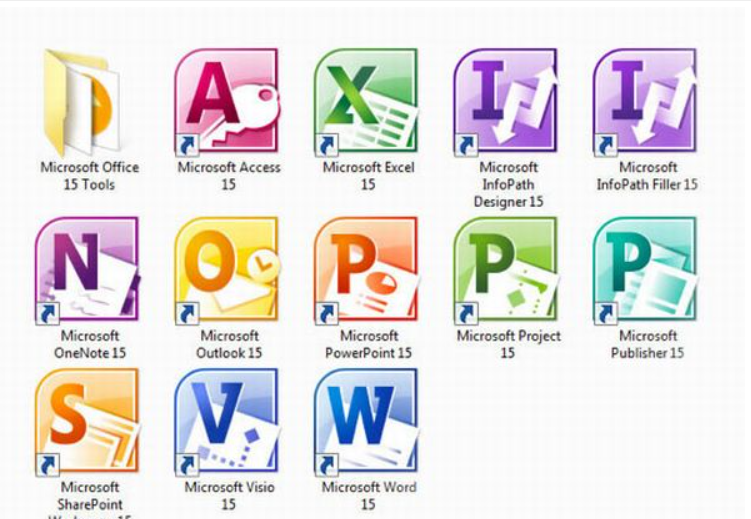 Microsoft Office
15 Tools
A
Microsoft Access
15
X
Microsoft Excel
15
I
Microsoft
InfoPath
Designer 15
I
Microsoft
InfoPath Filler 15
N
Microsoft
OneNote 15
O
Microsoft
Outlook 15
P
Microsoft
PowerPoint 15
P
Microsoft Project
15
P
Microsoft
Publisher 15
S
Microsoft
SharePoint
V
Microsoft Visio
15
W
Microsoft Word
15